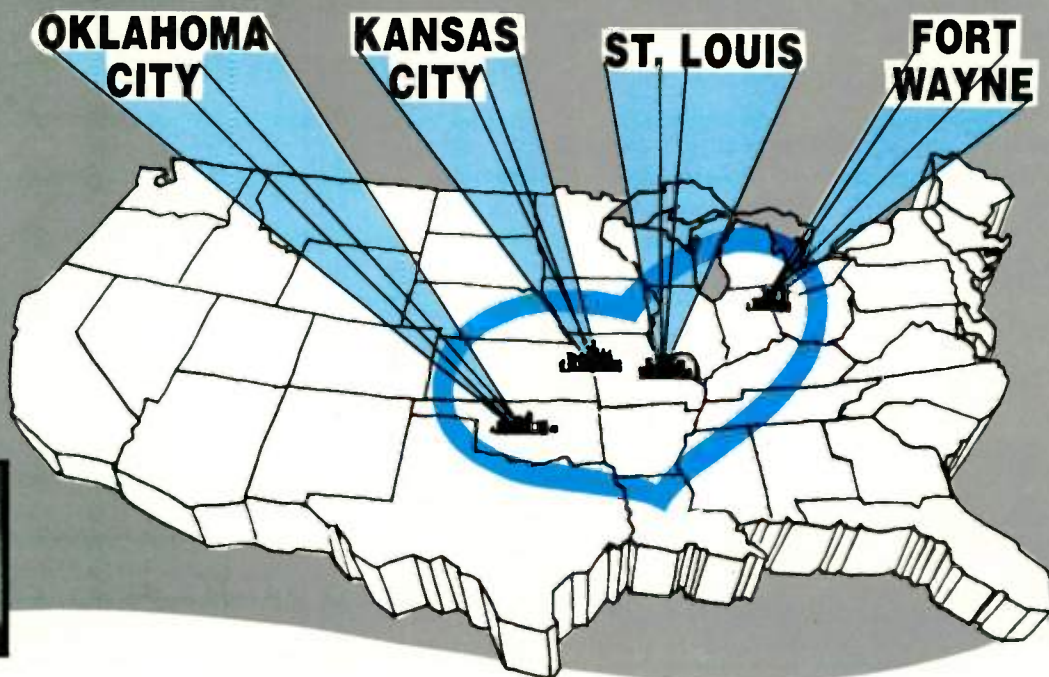 OKLAHOMA
CITY
KANSAS
CITY
ST. LOUIS
FORT
WAYNE